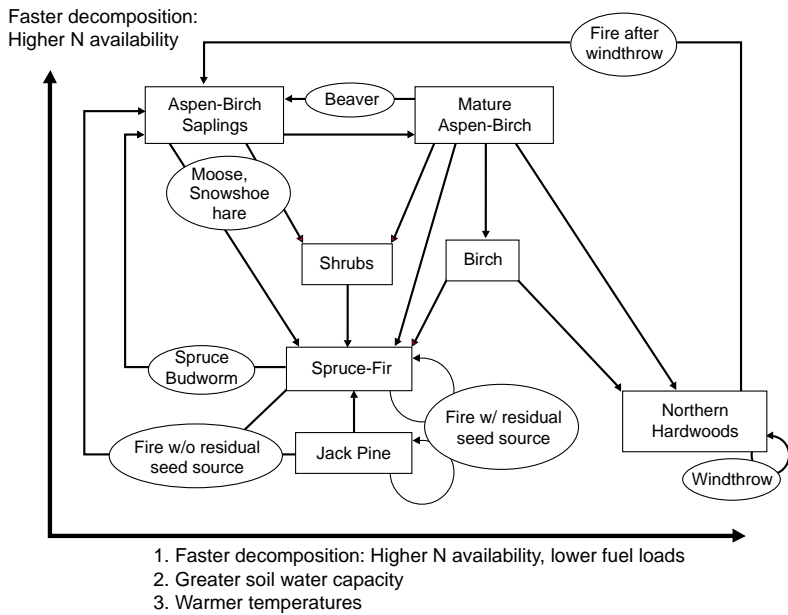 Faster decomposition:
Higher N availability
Fire after
windthrow
Aspen-Birch
Saplings
Beaver
Mature
Aspen-Birch
Moose,
Snowshoe
hare
Shrubs
Birch
Spruce
Budworm
Spruce-Fir
Fire w/o residual
seed source
Jack Pine
Fire w/ residual
seed source
Northern
Hardwoods
Windthrow
1. Faster decomposition: Higher N availability, lower fuel loads
2. Greater soil water capacity
3. Warmer temperatures